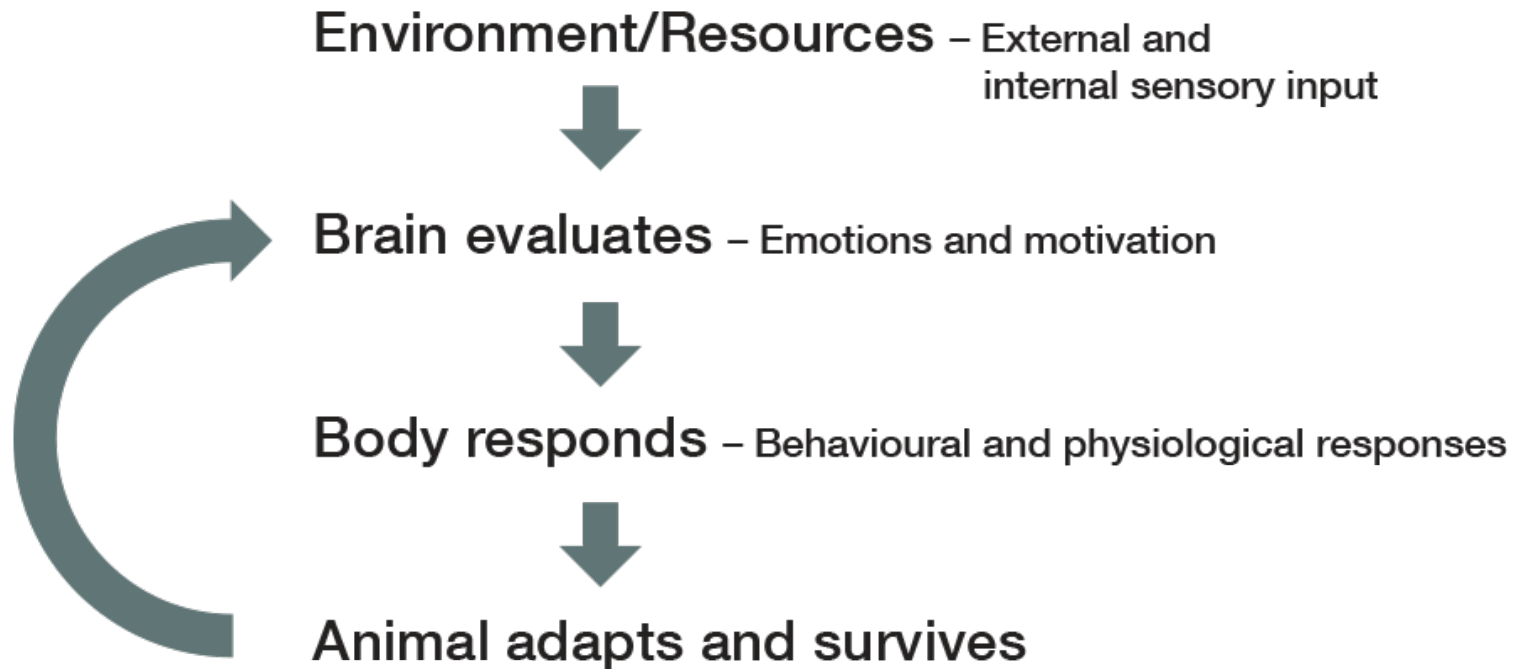 Environment/Resources – External and
internal sensory input
Brain evaluates – Emotions and motivation
Body responds – Behavioural and physiological responses
Animal adapts and survives